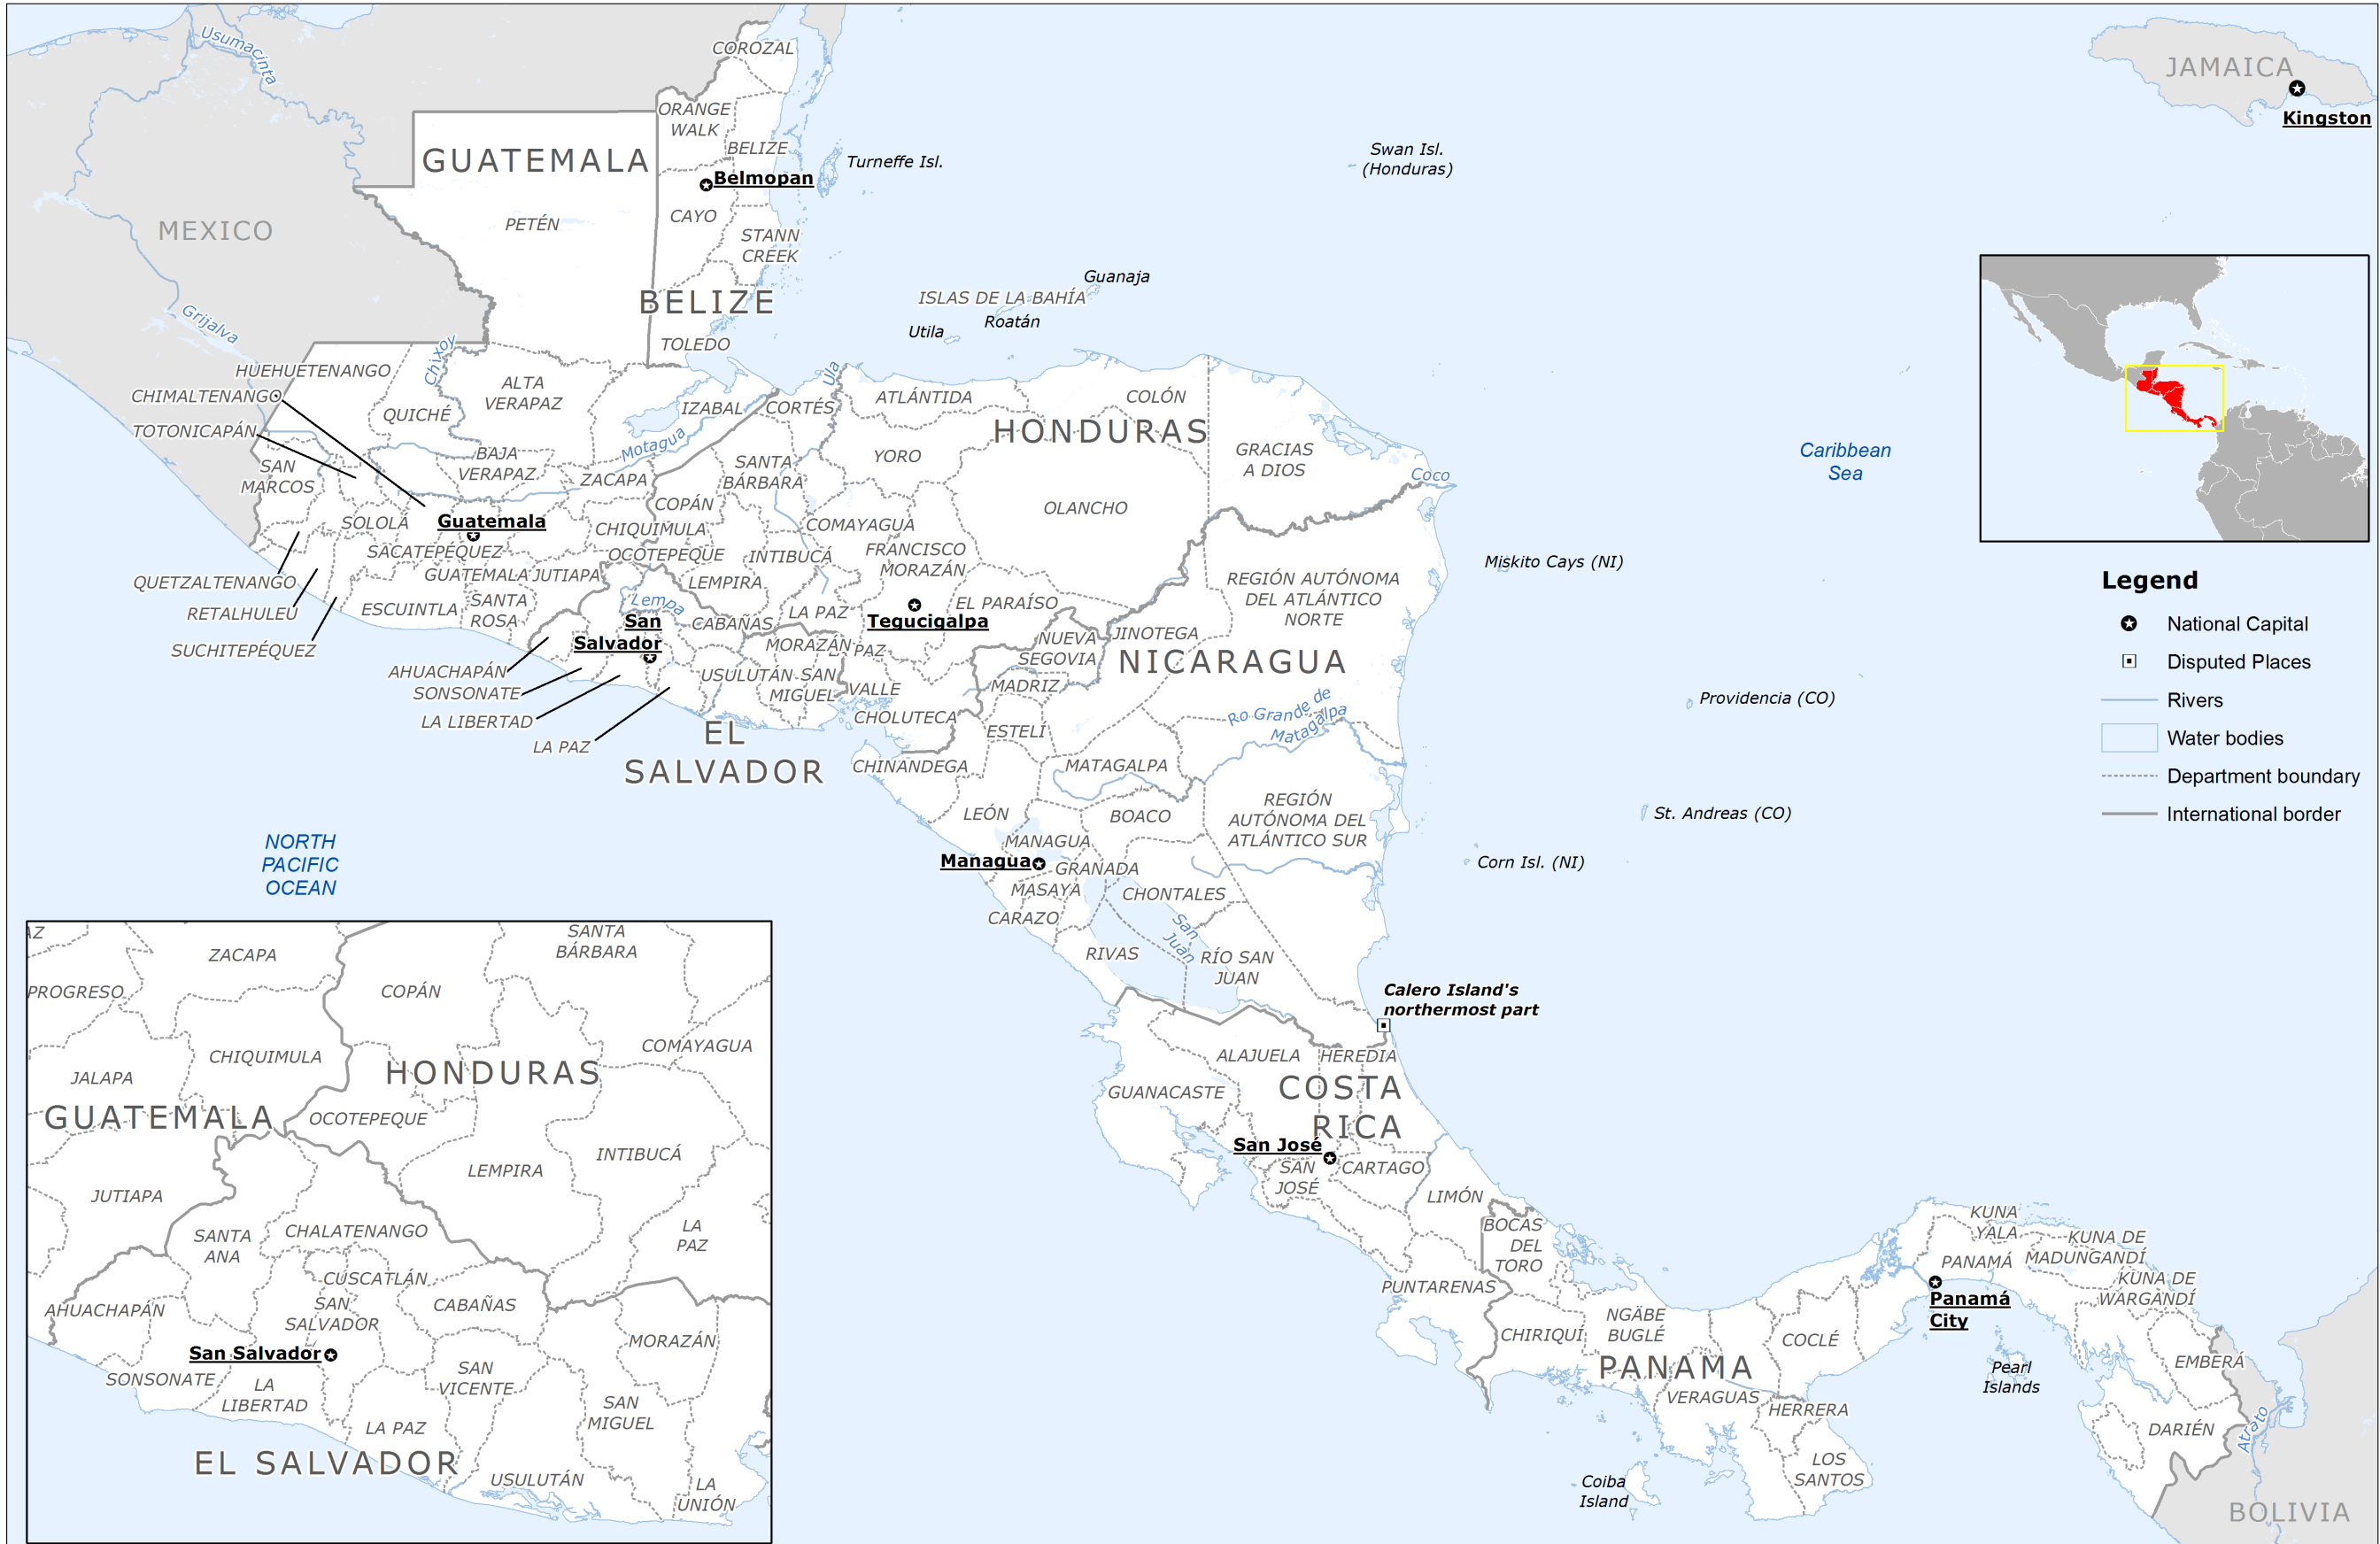 Usumacinta
COROZAL
JAMAICA
Kingston
ORANGE
WALK
BELIZE
GUATEMALA
Turneffe Isl.
Swan Isl.
(Honduras)
Belmopan
PETÉN
CAYO
MEXICO
STANN
CREEK
Guanaja
BELIZE
ISLAS DE LA BAHÍA
Roatán
Utila
Grijalva
TOLEDO
Chixoy
Ula
HUEHUETENANGO
CHIMALTENANGO
ALTA
VERAPAZ
QUICHÉ
IZABAL
CORTÉS
ATLÁNTIDA
COLÓN
TOTONICAPÁN
HONDURAS
Motagua
BAJA
VERAPAZ
SAN
MARCOS
ZACAPA
SANTA
BÁRBARA
YORO
GRACIAS
A DIOS
Coco
Caribbean
Sea
COPÁN
OLANCHO
SOLOLÁ
Guatemala
CHIQUIMULA
COMAYAGUA
SACATEPÉQUEZ
OCOTEPEQUE
INTIBUCÁ
FRANCISCO
MORAZÁN
Miskito Cays (NI)
QUETZALTENANGO
GUATEMALA
JUTIAPA
LEMPIRA
REGIÓN AUTÓNOMA
DEL ATLÁNTICO
NORTE
RETALHULEU
ESCUINTLA
SANTA
ROSA
Lempa
LA PAZ
EL PARAÍSO
SUCHITEPÉQUEZ
San
Salvador
CABAÑAS
Tegucigalpa
NUEVA
SEGOVIA
JINOTEGA
MORAZÁN
LA PAZ
NICARAGUA
AHUACHAPÁN
SONSONATE
USULUTÁN
SAN
MIGUEL
VALLE
MADRIZ
LA LIBERTAD
CHOLUTECA
Ro Grande de
Matagalpa
Providencia (CO)
LA PAZ
EL
SALVADOR
ESTELÍ
CHINANDEGA
MATAGALPA
LEÓN
BOACO
REGIÓN
AUTÓNOMA DEL
ATLÁNTICO SUR
St. Andreas (CO)
NORTH
PACIFIC
OCEAN
MANAGUA
Managua
GRANADA
Corn Isl. (NI)
MASAYA
CHONTALES
CARAZO
San
Juan
RIVAS
RÍO SAN
JUAN
Calero Island's
northermost part
ALAJUELA
HEREDIA
GUANACASTE
COSTA
RICA
San José
SAN
JOSÉ
CARTAGO
LIMÓN
BOCAS
DEL
TORO
PUNTARENAS
CHIRIQUÍ
NGÄBE
BUGLÉ
PANAMA
VERAGUAS
COCLÉ
HERRERA
LOS
SANTOS
Coiba
Island
KUNA
YALA
PANAMÁ
KUNA DE
MADUNGANDÍ
KUNA DE
WARGANDÍ
Panamá
City
Pearl
Islands
EMBERÁ
DARIÉN
Atrato
BOLIVIA
Legend
National Capital
Disputed Places
Rivers
Water bodies
Department boundary
International border
AZ
ZACAPA
SANTA
BÁRBARA
PROGRESO
COPÁN
COMAYAGUA
CHIQUIMULA
JALAPA
HONDURAS
GUATEMALA
OCOTEPEQUE
INTIBUCÁ
LEMPIRA
JUTIAPA
SANTA
ANA
CHALATENANGO
LA
PAZ
CUSCATLÁN
AHUACHAPÁN
SAN
SALVADOR
CABAÑAS
MORAZÁN
San Salvador
SONSONATE
LA
LIBERTAD
SAN
VICENTE
SAN
MIGUEL
LA PAZ
EL SALVADOR
USULUTÁN
LA
UNIÓN